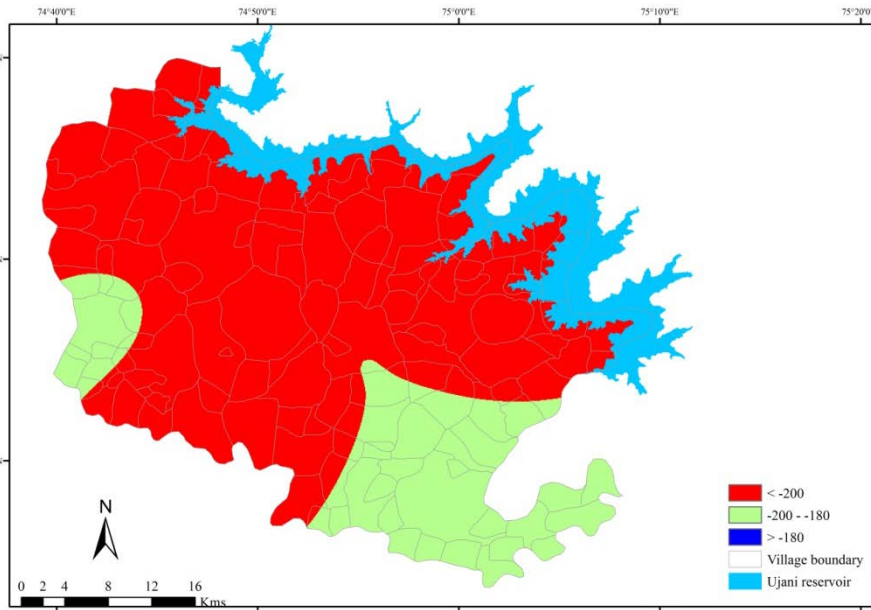 74°40'0"E 74°50'0"E 75°0'0"E 75°10'0"E 75°20'
N
< -200
-200 - -180
> -180
Village boundary
Ujani reservoir
0 2 4 8 12 16
Kms